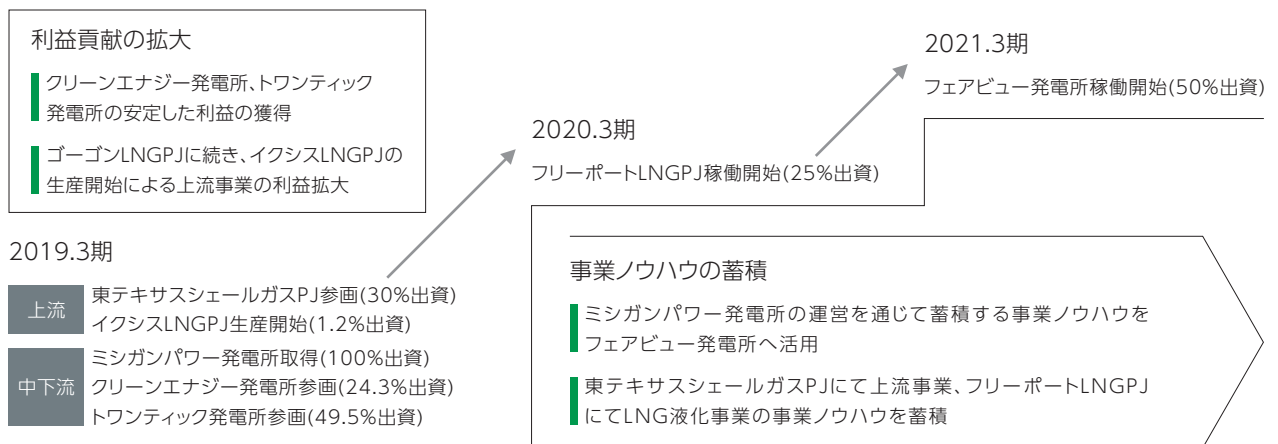 利益貢献の拡大
クリーンエナジー発電所、トワンティック
発電所の安定した利益の獲得
ゴーゴンLNGPJに続き、イクシスLNGPJの
生産開始による上流事業の利益拡大
2019.3期
上流
東テキサスシェールガスPJ参画(30%出資)
イクシスLNGPJ生産開始(1.2%出資)
中下流
ミシガンパワー発電所取得(100%出資)
クリーンエナジー発電所参画(24.3%出資)
トワンティック発電所参画(49.5%出資)
2020.3期
フリーポートLNGPJ稼働開始(25%出資)
2021.3期
フェアビュー発電所稼働開始(50%出資)
事業ノウハウの蓄積
ミシガンパワー発電所の運営を通じて蓄積する事業ノウハウを
フェアビュー発電所へ活用
東テキサスシェールガスPJにて上流事業、フリーポートLNGPJ
にてLNG液化事業の事業ノウハウを蓄積